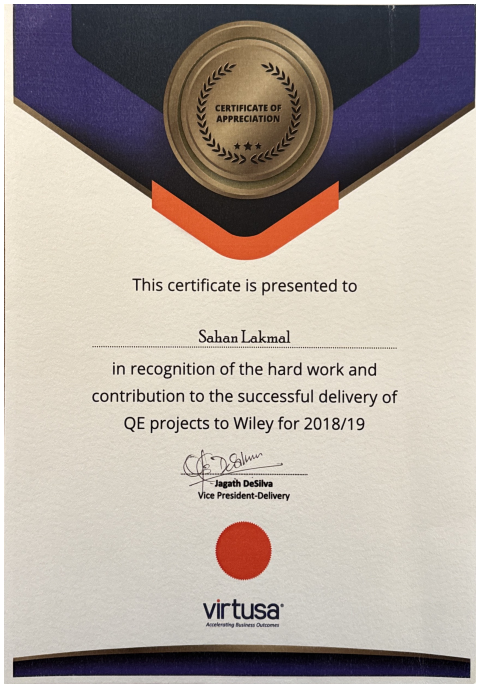 CERTIFICATE OF
APPRECIATION
This certificate is presented to
Sahan Lakmal
in recognition of the hard work and
contribution to the successful delivery of
QE projects to Wiley for 2018/19
Jagath DeSilva
Vice President-Delivery
virtusa
Accelerating Business Outcomes